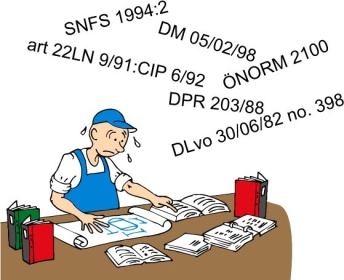 SNFS 1994:2
DM 05/02/98
art 22LN 9/91:CIP 6/92
ÖNORM 2100
DPR 203/88
DLvo 30/06/82 no. 398